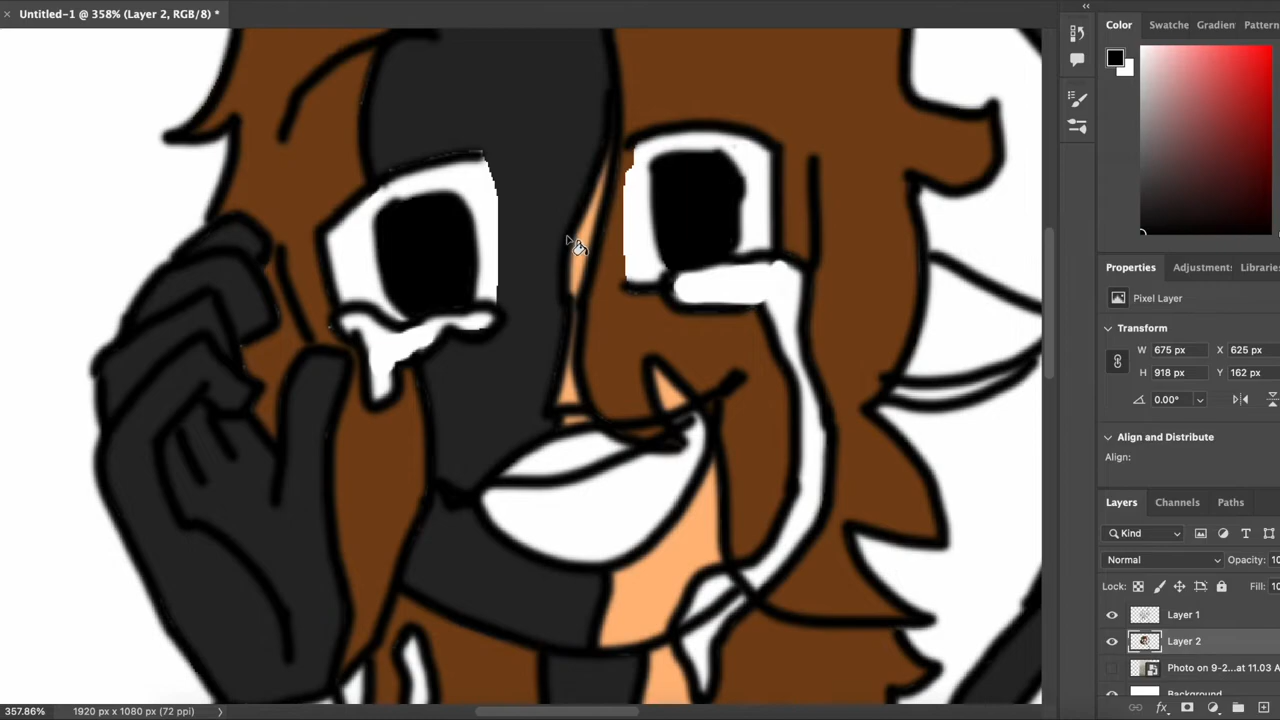 Untitled-1 @ 358% (Layer 2, RGB/8) *
Color Swatche Gradien Pattern
Properties Adjustment: Librarie:
Pixel Layer
Transform
W 675 px X 625 px
H 918 px Y 162 px
0.00°
Align and Distribute
Align:
Layers Channels Paths
Kind
Normal Opacity: 10
Lock: Fill: 10
Layer 1
Layer 2
Photo on 9-2...at 11.03 A
Background
357.86% 1920 px x 1080 px (72 ppi)